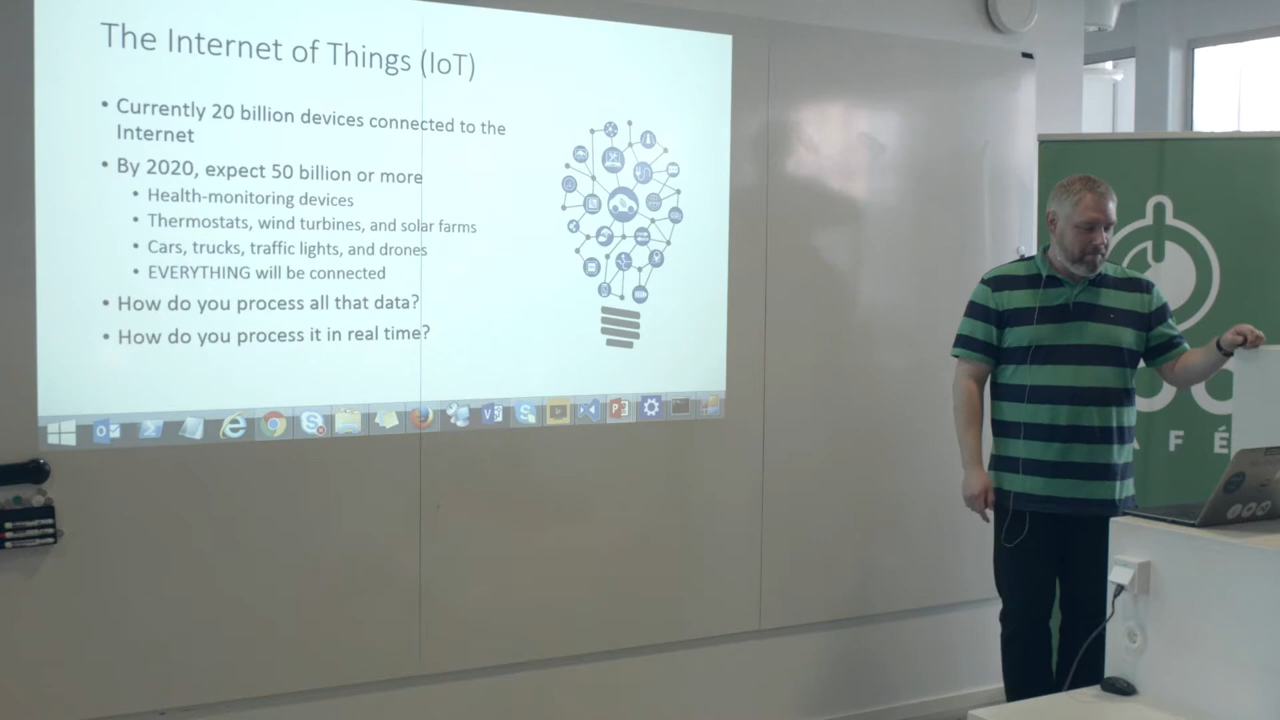 The Internet of Things (IoT)
• Currently 20 billion devices connected to the
Internet
• By 2020, expect 50 billion or more
• Health-monitoring devices
• Thermostats, wind turbines, and solar farms
• Cars, trucks, traffic lights, and drones
• EVERYTHING will be connected
• How do you process all that data?
• How do you process it in real time?
AFÉ